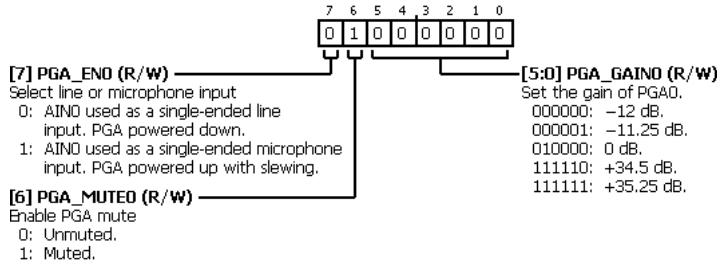 7 6 5 4 3 2 1 0
0 1 0 0 0 0 0 0
[7] PGA_EN0 (R/W)
Select line or microphone input
0: AIN0 used as a single-ended line
input. PGA powered down.
1: AIN0 used as a single-ended microphone
input. PGA powered up with slewing.
[6] PGA_MUTE0 (R/W)
Enable PGA mute
0: Unmuted.
1: Muted.
[5:0] PGA_GAIN0 (R/W)
Set the gain of PGA0.
000000: −12 dB.
000001: −11.25 dB.
010000: 0 dB.
111110: +34.5 dB.
111111: +35.25 dB.